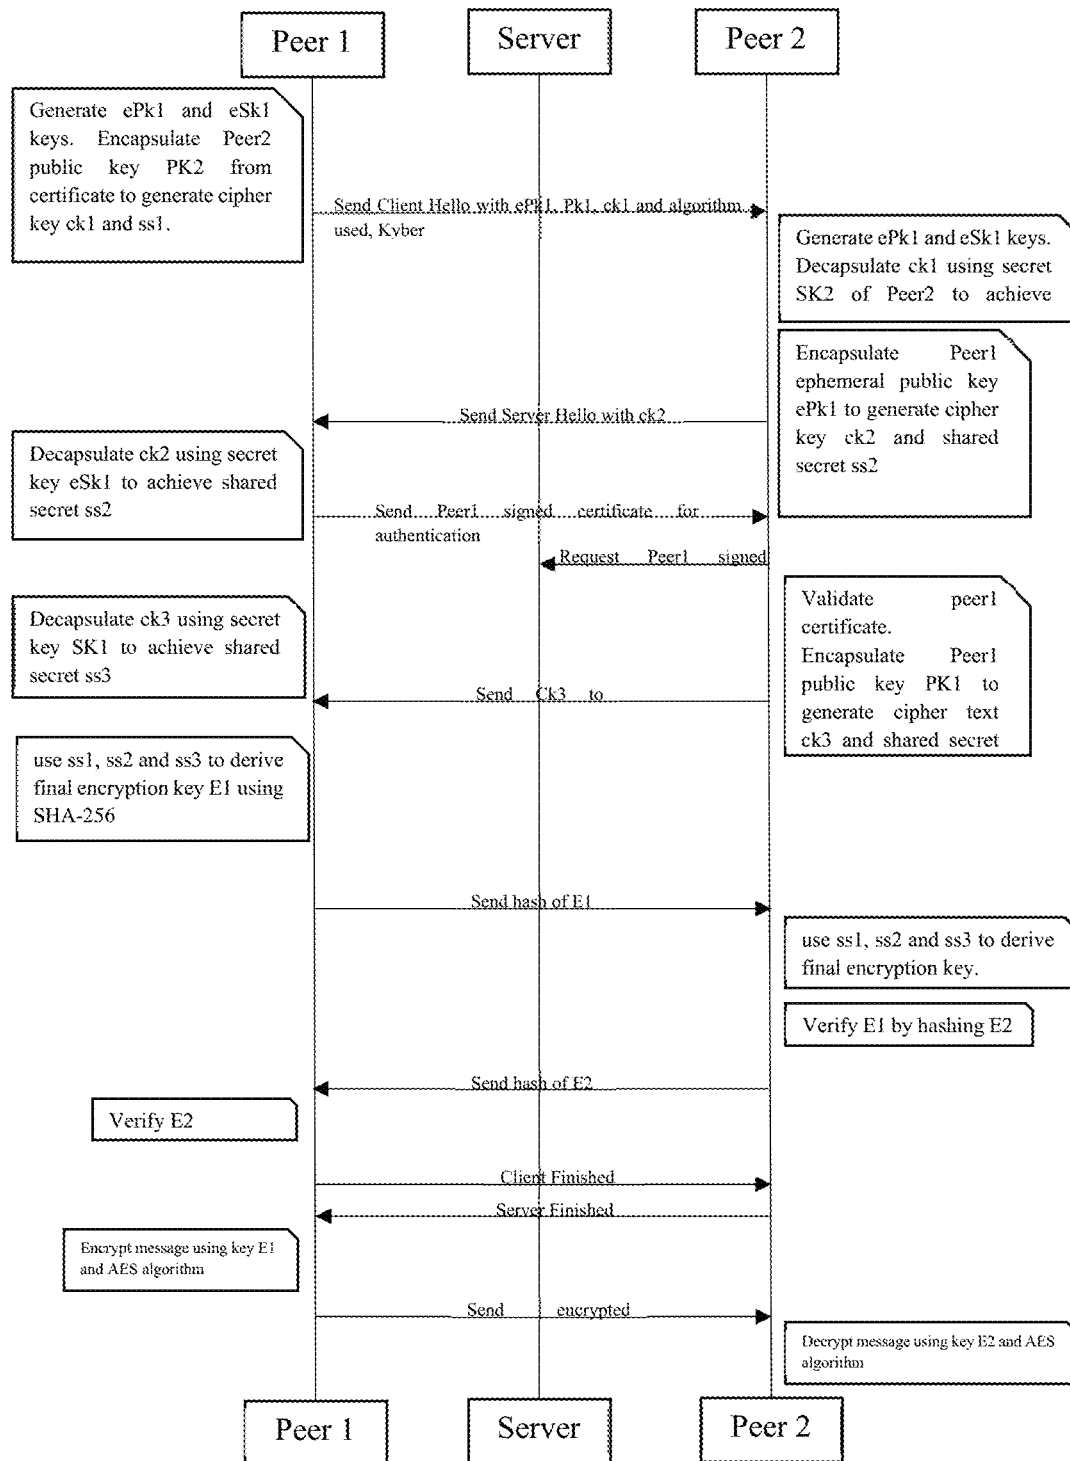 Peer 1
Server
Peer 2
Generate ePk1 and eSk1
keys. Encapsulate Peer2
public key PK2 from
certificate to generate cipher
key ck1 and ss1.
Send Client Hello with ePk1, Pk1, ck1 and algorithm
used, Kyber
Generate ePk1 and eSk1 keys.
Decapsulate ck1 using secret
SK2 of Peer2 to achieve
Encapsulate Peer1
ephemeral public key
ePk1 to generate cipher
key ck2 and shared
secret ss2
Send Server Hello with ck2
Decapsulate ck2 using secret
key eSk1 to achieve shared
secret ss2
Send Peer1 signed certificate for
authentication
Request Peer1 signed
Validate peer1
certificate.
Encapsulate Peer1
public key PK1 to
generate cipher text
ck3 and shared secret
Decapsulate ck3 using secret
key SK1 to achieve shared
secret ss3
Send Ck3 to
use ss1, ss2 and ss3 to derive
final encryption key E1 using
SHA-256
Send hash of E1
use ss1, ss2 and ss3 to derive
final encryption key.
Verify E1 by hashing E2
Send hash of E2
Verify E2
Client Finished
Server Finished
Encrypt message using key E1
and AES algorithm
Send eucrypted
Decrypt message using key E2 and AES
algorithm
Peer 1
Server
Peer 2